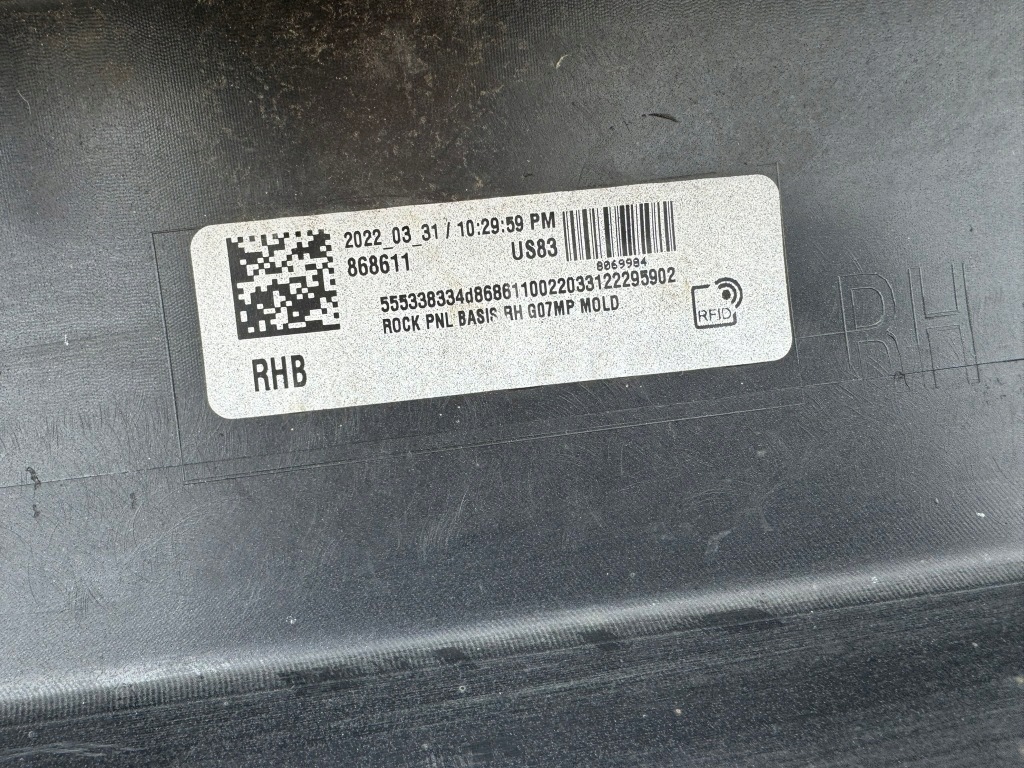 2022_03_31 / 10:29:59 PM
868611
US83
8069984
555338334d8686110022033122295902
ROCK PNL BASIS RH G07MP MOLD
RFID
RHB
RH